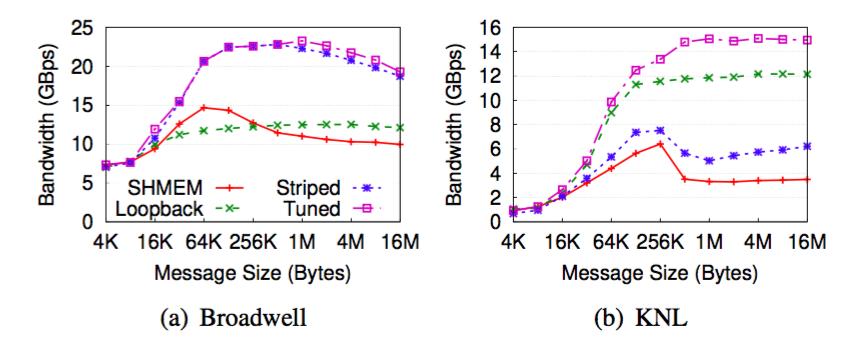 25
20
15
10
5
0
Bandwidth (GBps)
SHMEM
Loopback
Striped
Tuned
4K 16K 64K 256K 1M 4M 16M
Message Size (Bytes)
(a) Broadwell
16
14
12
10
8
6
4
2
0
Bandwidth (GBps)
4K 16K 64K 256K 1M 4M 16M
Message Size (Bytes)
(b) KNL